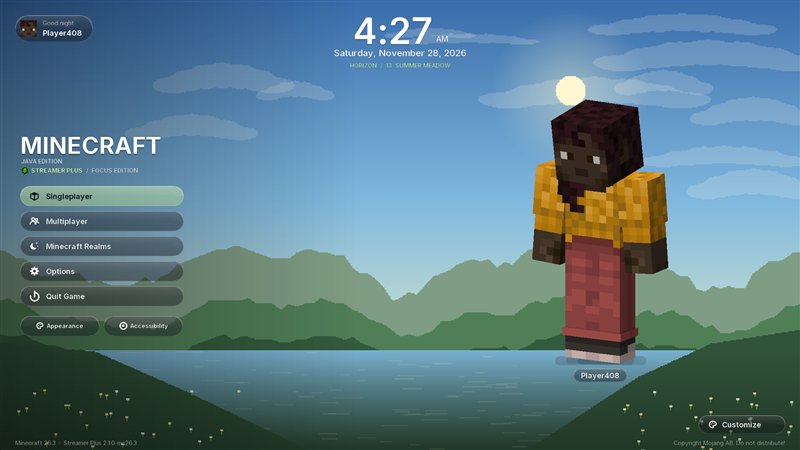 Good night
Player408
4:27 AM
Saturday, November 28, 2026
HORIZON / 13 SUMMER MEADOW
MINECRAFT
JAVA EDITION
STREAMER PLUS / FOCUS EDITION
Singleplayer
Multiplayer
Minecraft Realms
Options
Quit Game
Appearance
Accessibility
Player408
Customize
Minecraft 26.3 · Streamer Plus 2.1.0-mc26.3
Copyright Mojang AB. Do not distribute!